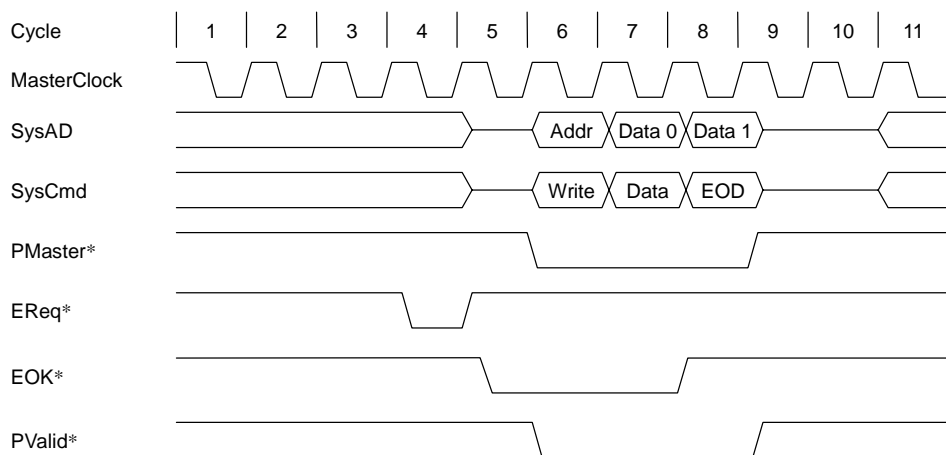 Cycle 1 2 3 4 5 6 7 8 9 10 11
MasterClock
SysAD Addr Data 0 Data 1
SysCmd Write Data EOD
PMaster*
EReq*
EOK*
PValid*